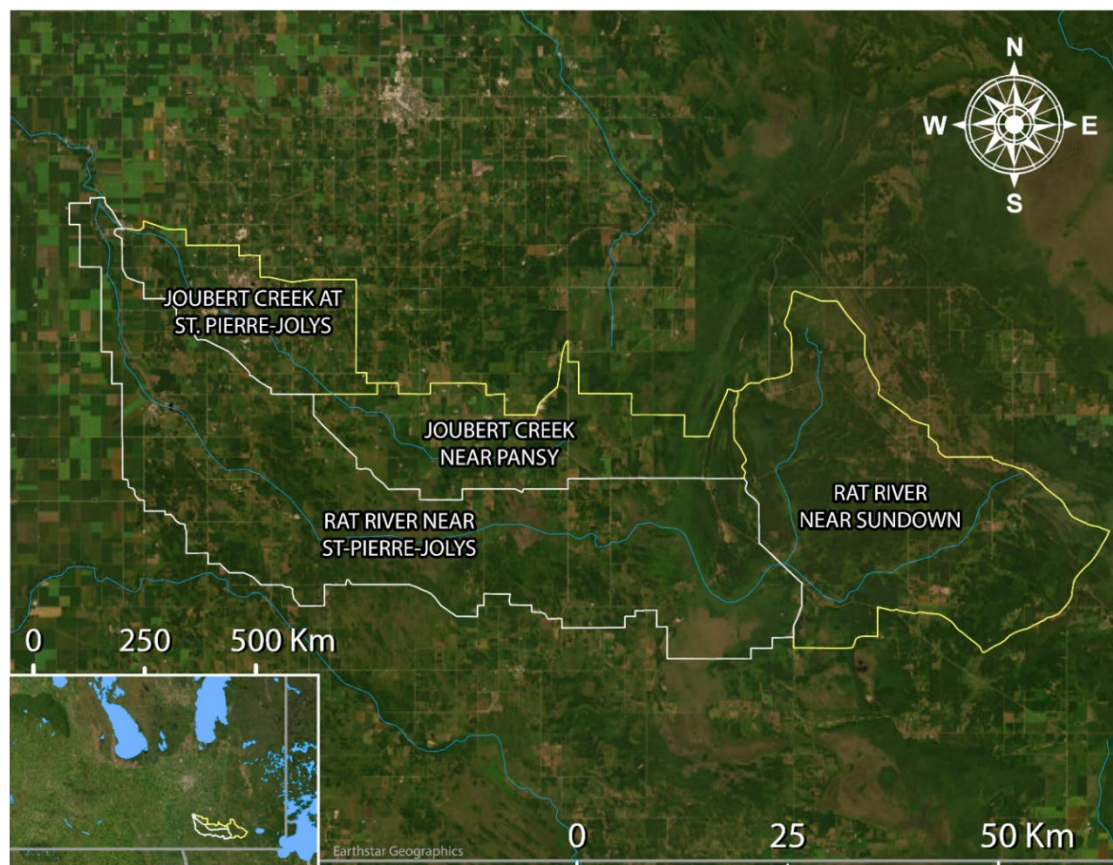 N
W E
S
JOUBERT CREEK AT
ST. PIERRE-JOLYS
JOUBERT CREEK
NEAR PANSY
RAT RIVER
NEAR SUNDOWN
RAT RIVER NEAR
ST-PIERRE-JOLYS
0 250 500 Km
Earthstar Geographics
0 25 50 Km